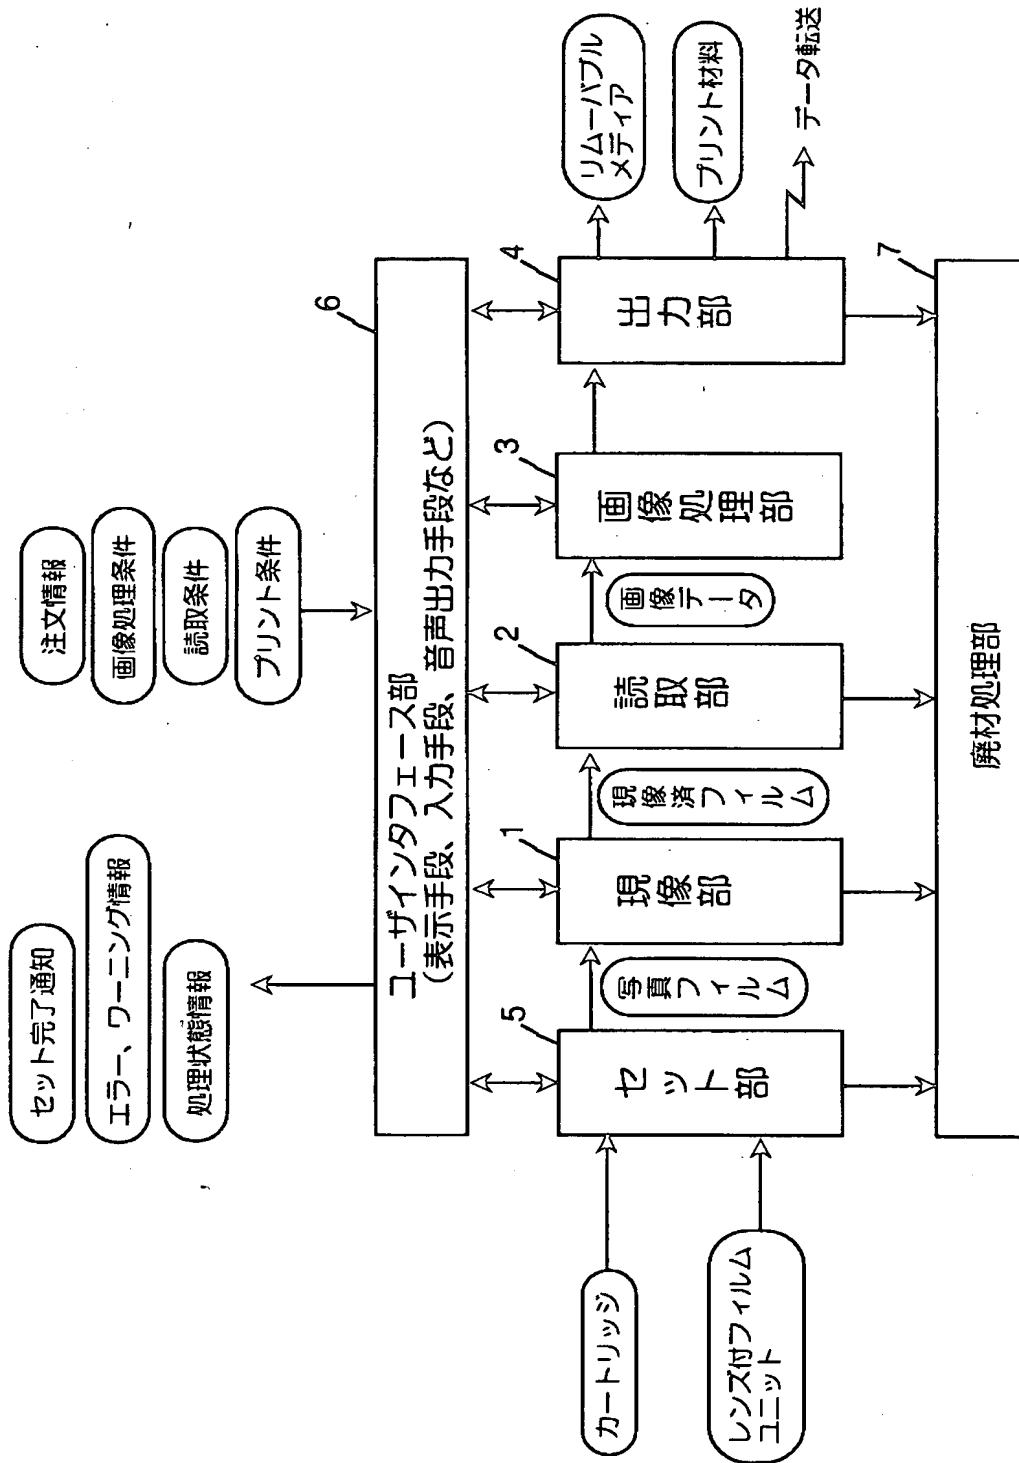 セット完了通知
エラー、ワーニング情報
処理状態情報
注文情報
画像処理条件
読取条件
プリント条件
6
ユーザインタフェース部
(表示手段、入力手段、音声出力手段など)
カートリッジ
レンズ付フィルム
ユニット
5
セット部
写真フィルム
1
現像部
現像済フィルム
2
読取部
画像データ
3
画像処理部
4
出力部
リムーバブル
メディア
プリント材料
データ転送
7
廃材処理部